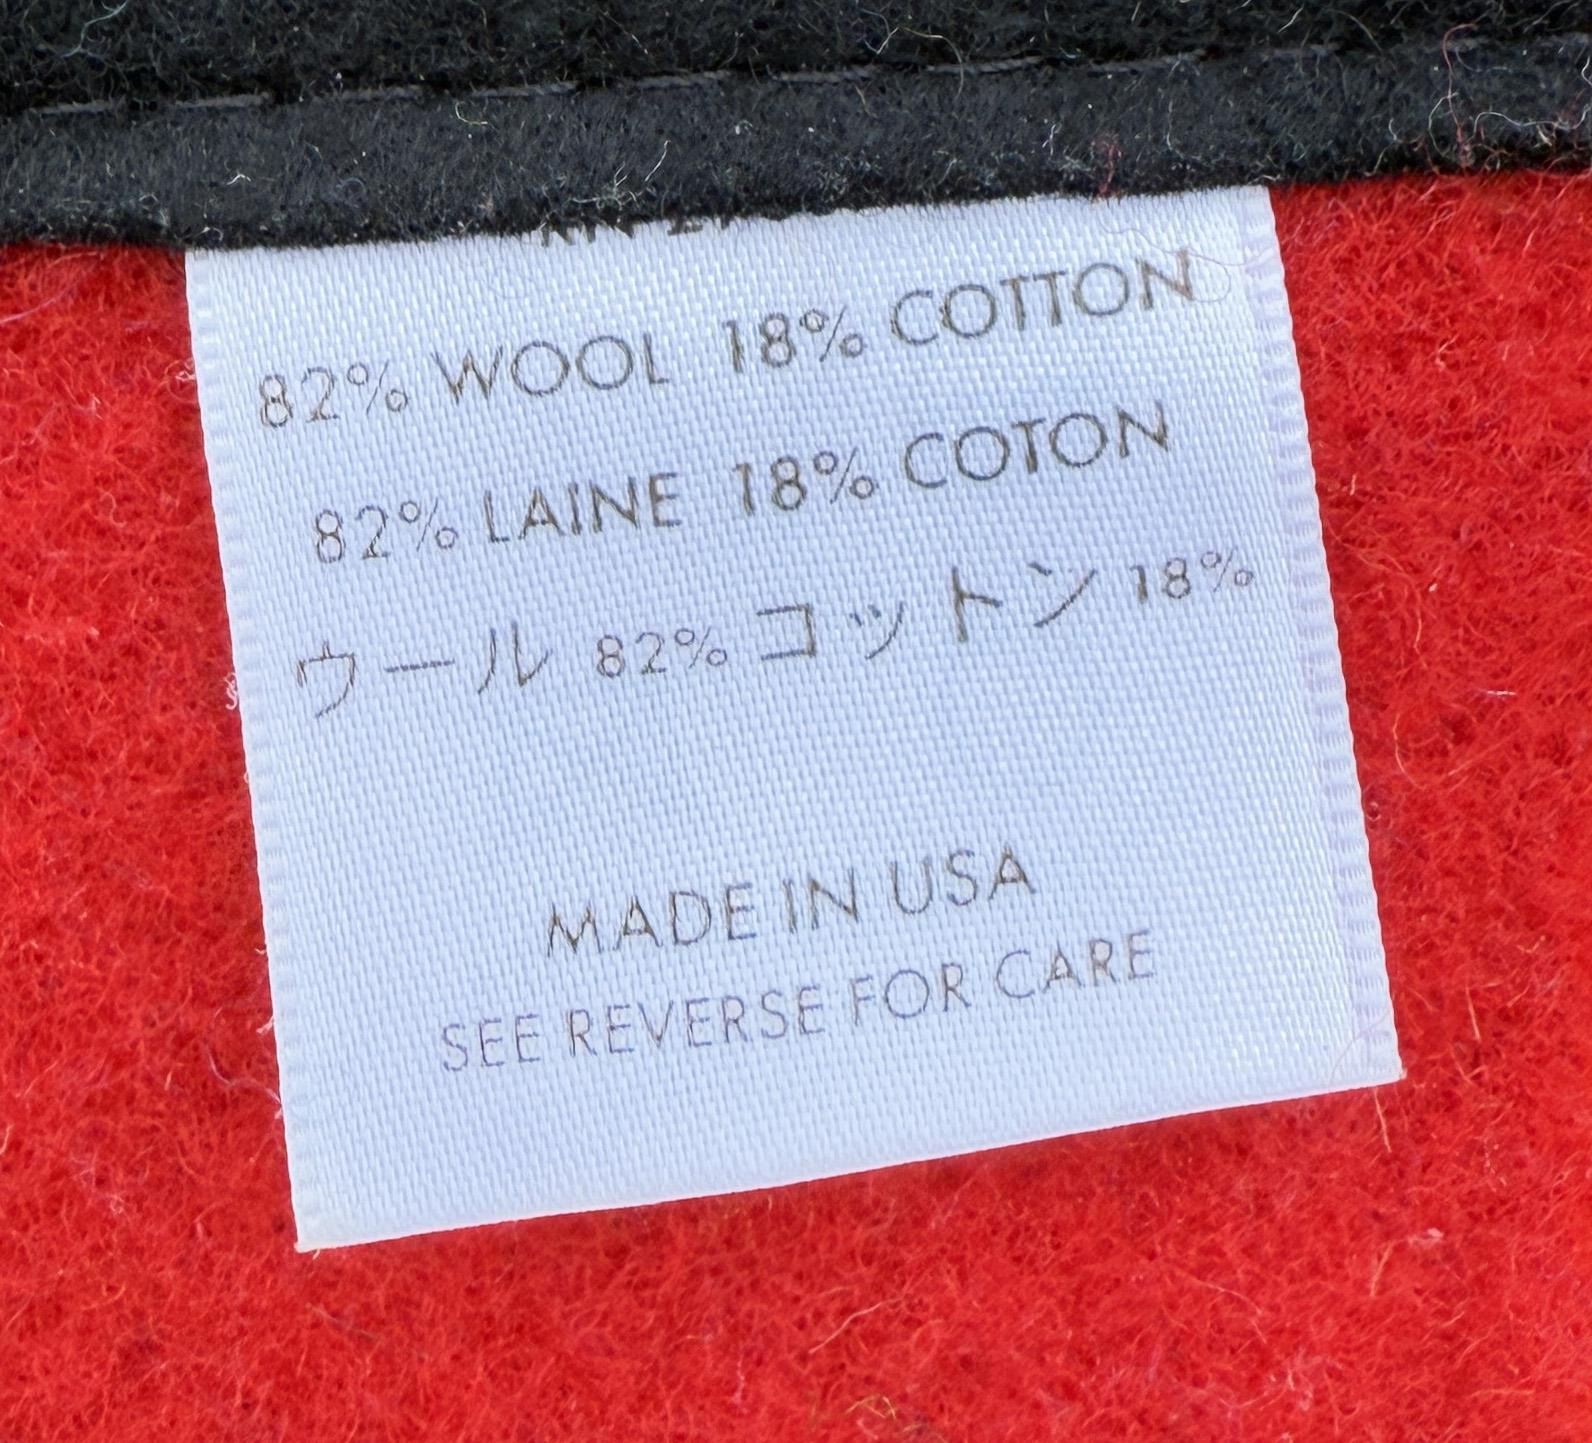 82% WOOL 18% COTTON
82% LAINE 18% COTON
ウール 82% コットン 18%
MADE IN USA
SEE REVERSE FOR CARE